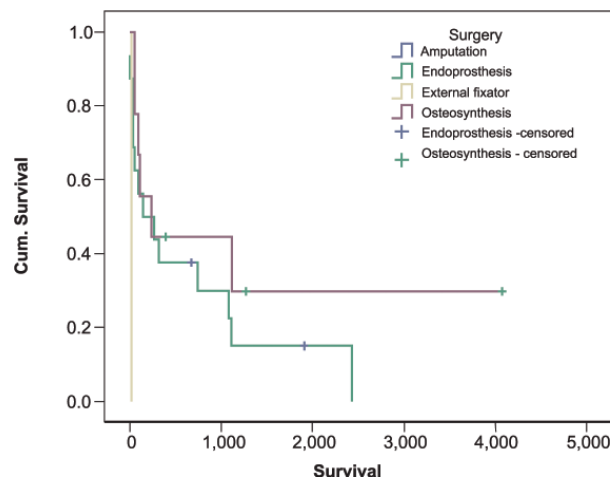 Surgery
Amputation
Endoprosthesis
External fixator
Osteosynthesis
Endoprosthesis -censored
Osteosynthesis - censored
Cum. Survival
1.0
0.8
0.6
0.4
0.2
0.0
0 1,000 2,000 3,000 4,000 5,000
Survival